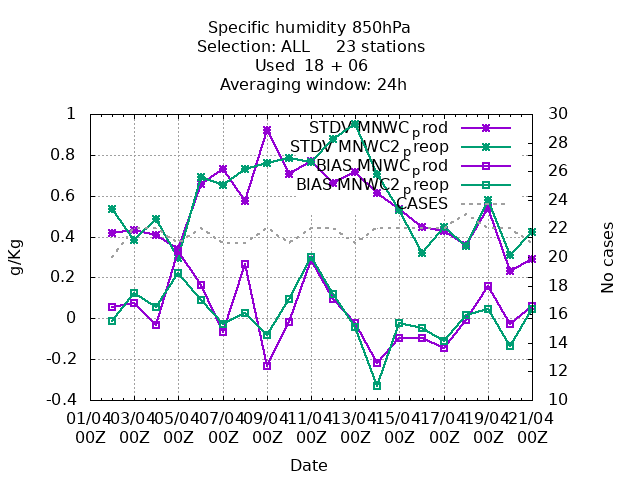 Specific humidity 850hPa
Selection: ALL 23 stations
Used 18 + 06
Averaging window: 24h
STDV MNWC_prod
STDV MNWC2_preop
BIAS MNWC_prod
BIAS MNWC2_preop
CASES
1
0.8
0.6
0.4
0.2
0
-0.2
-0.4
g/Kg
30
28
26
24
22
20
18
16
14
12
10
No cases
01/04 03/04 05/04 07/04 09/04 11/04 13/04 15/04 17/04 19/04 21/04
00Z 00Z 00Z 00Z 00Z 00Z 00Z 00Z 00Z 00Z 00Z
Date